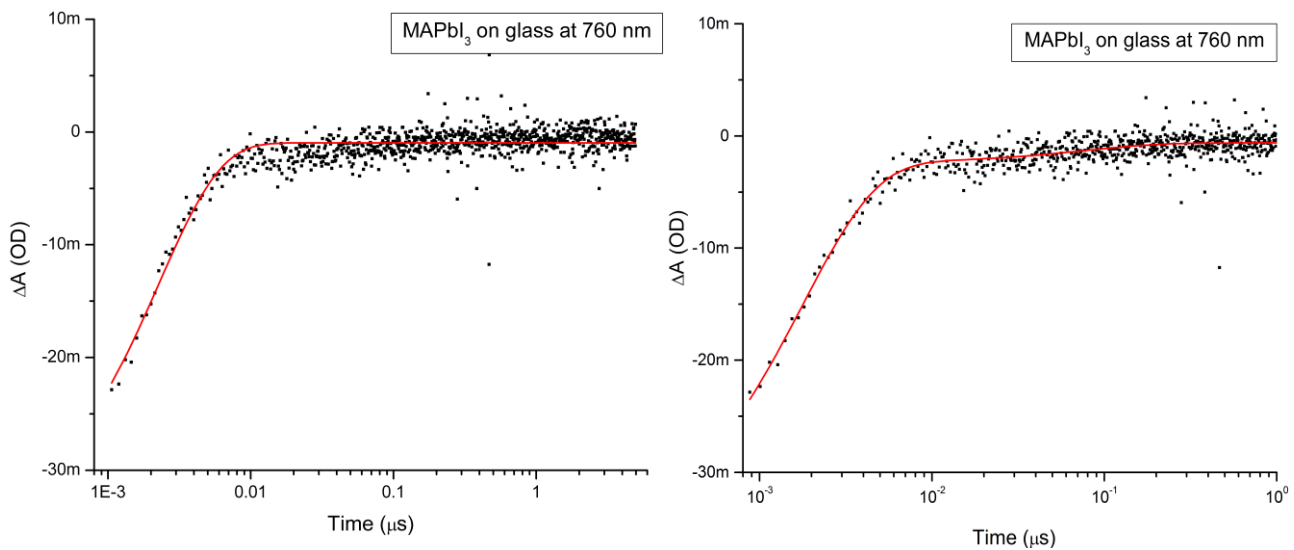 MAPbI₃ on glass at 760 nm
10m
0
-10m
-20m
-30m
ΔA (OD)
1E-3 0.01 0.1 1
Time (μs)
MAPbI₃ on glass at 760 nm
10m
0
-10m
-20m
-30m
ΔA (OD)
10⁻³ 10⁻² 10⁻¹ 10⁰
Time (μs)